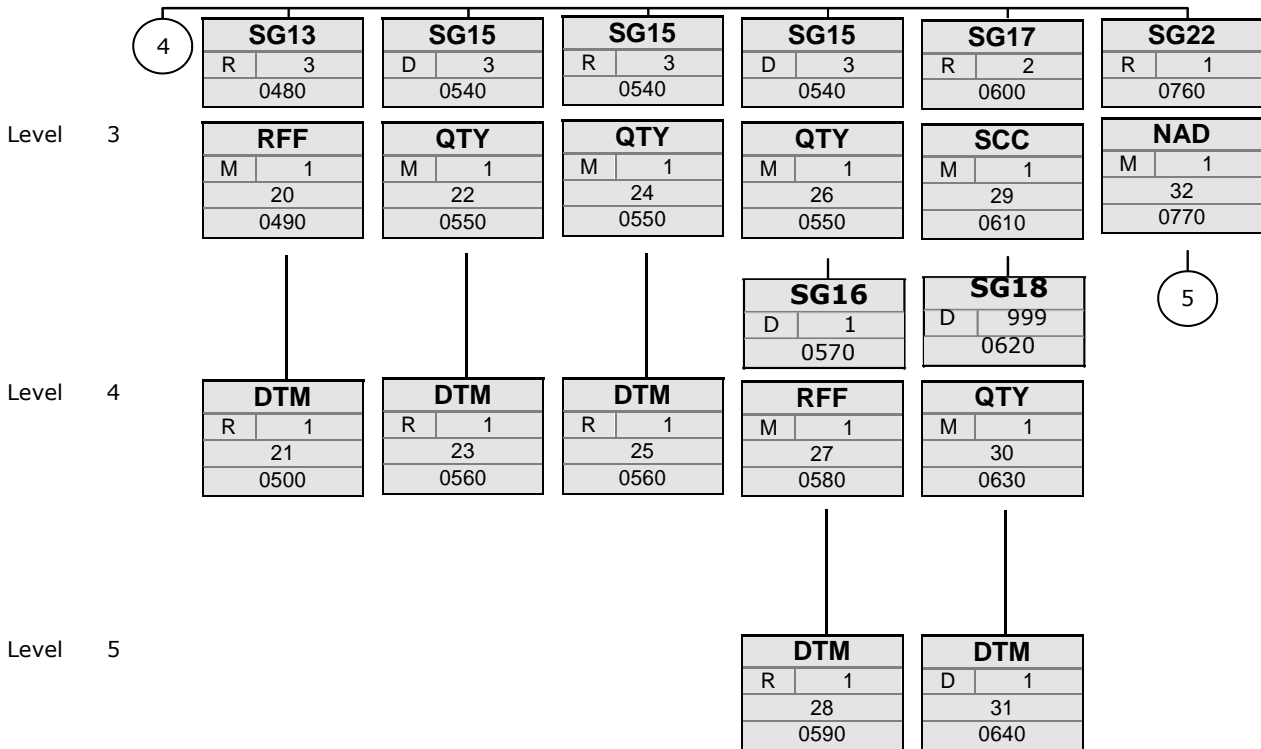 4
SG13 SG15 SG15 SG15 SG17 SG22
R 3 D 3 R 3 D 3 R 2 R 1
0480 0540 0540 0540 0600 0760
Level 3
RFF QTY QTY QTY SCC NAD
M 1 M 1 M 1 M 1 M 1 M 1
20 22 24 26 29 32
0490 0550 0550 0550 0610 0770
SG16 SG18 5
D 1 D 999
0570 0620
Level 4
DTM DTM DTM RFF QTY
R 1 R 1 R 1 M 1 M 1
21 23 25 27 30
0500 0560 0560 0580 0630
Level 5
DTM DTM
R 1 D 1
28 31
0590 0640